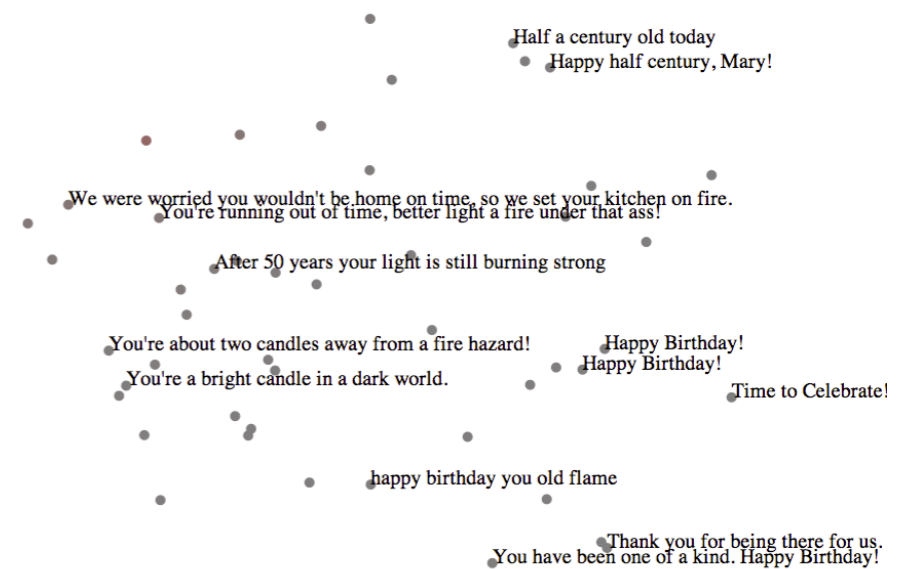 Half a century old today
Happy half century, Mary!
We were worried you wouldn't be home on time, so we set your kitchen on fire.
You're running out of time, better light a fire under that ass!
After 50 years your light is still burning strong
You're about two candles away from a fire hazard!
Happy Birthday!
Happy Birthday!
You're a bright candle in a dark world.
Time to Celebrate!
happy birthday you old flame
Thank you for being there for us.
You have been one of a kind. Happy Birthday!